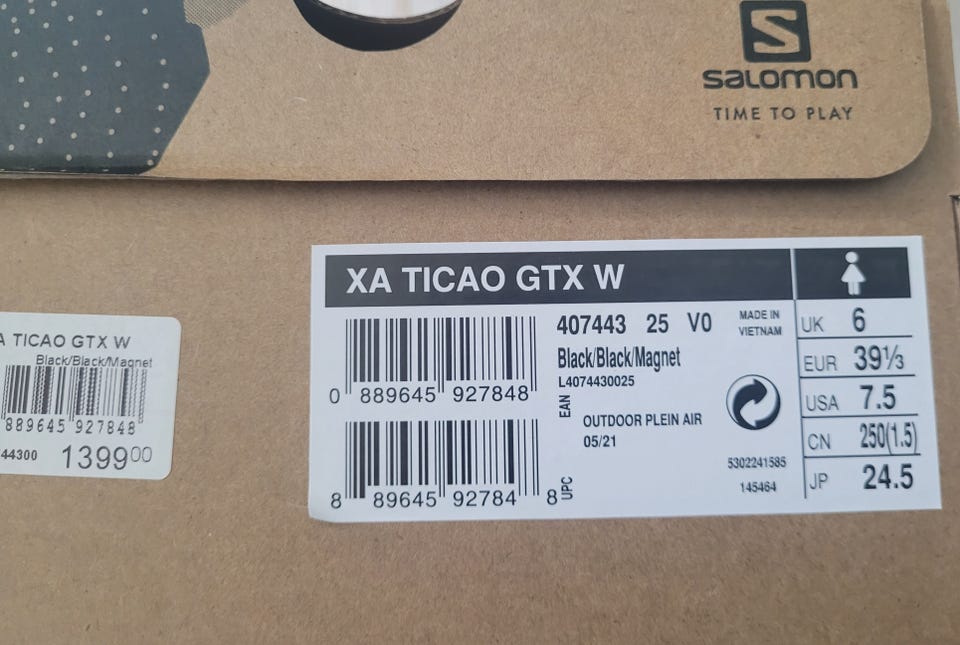 SALOMON
TIME TO PLAY
XA TICAO GTX W
0 889645 927848
407443 25 V0
MADE IN
VIETNAM
Black/Black/Magnet
L4074430025
EAN
OUTDOOR PLEIN AIR
05/21
8 89645 92784 8
UPC
5302241585
145464
UK 6
EUR 39⅓
USA 7.5
CN 250(1.5)
JP 24.5
A TICAO GTX W
Black/Black/Magnet
889645 927848
44300 139900